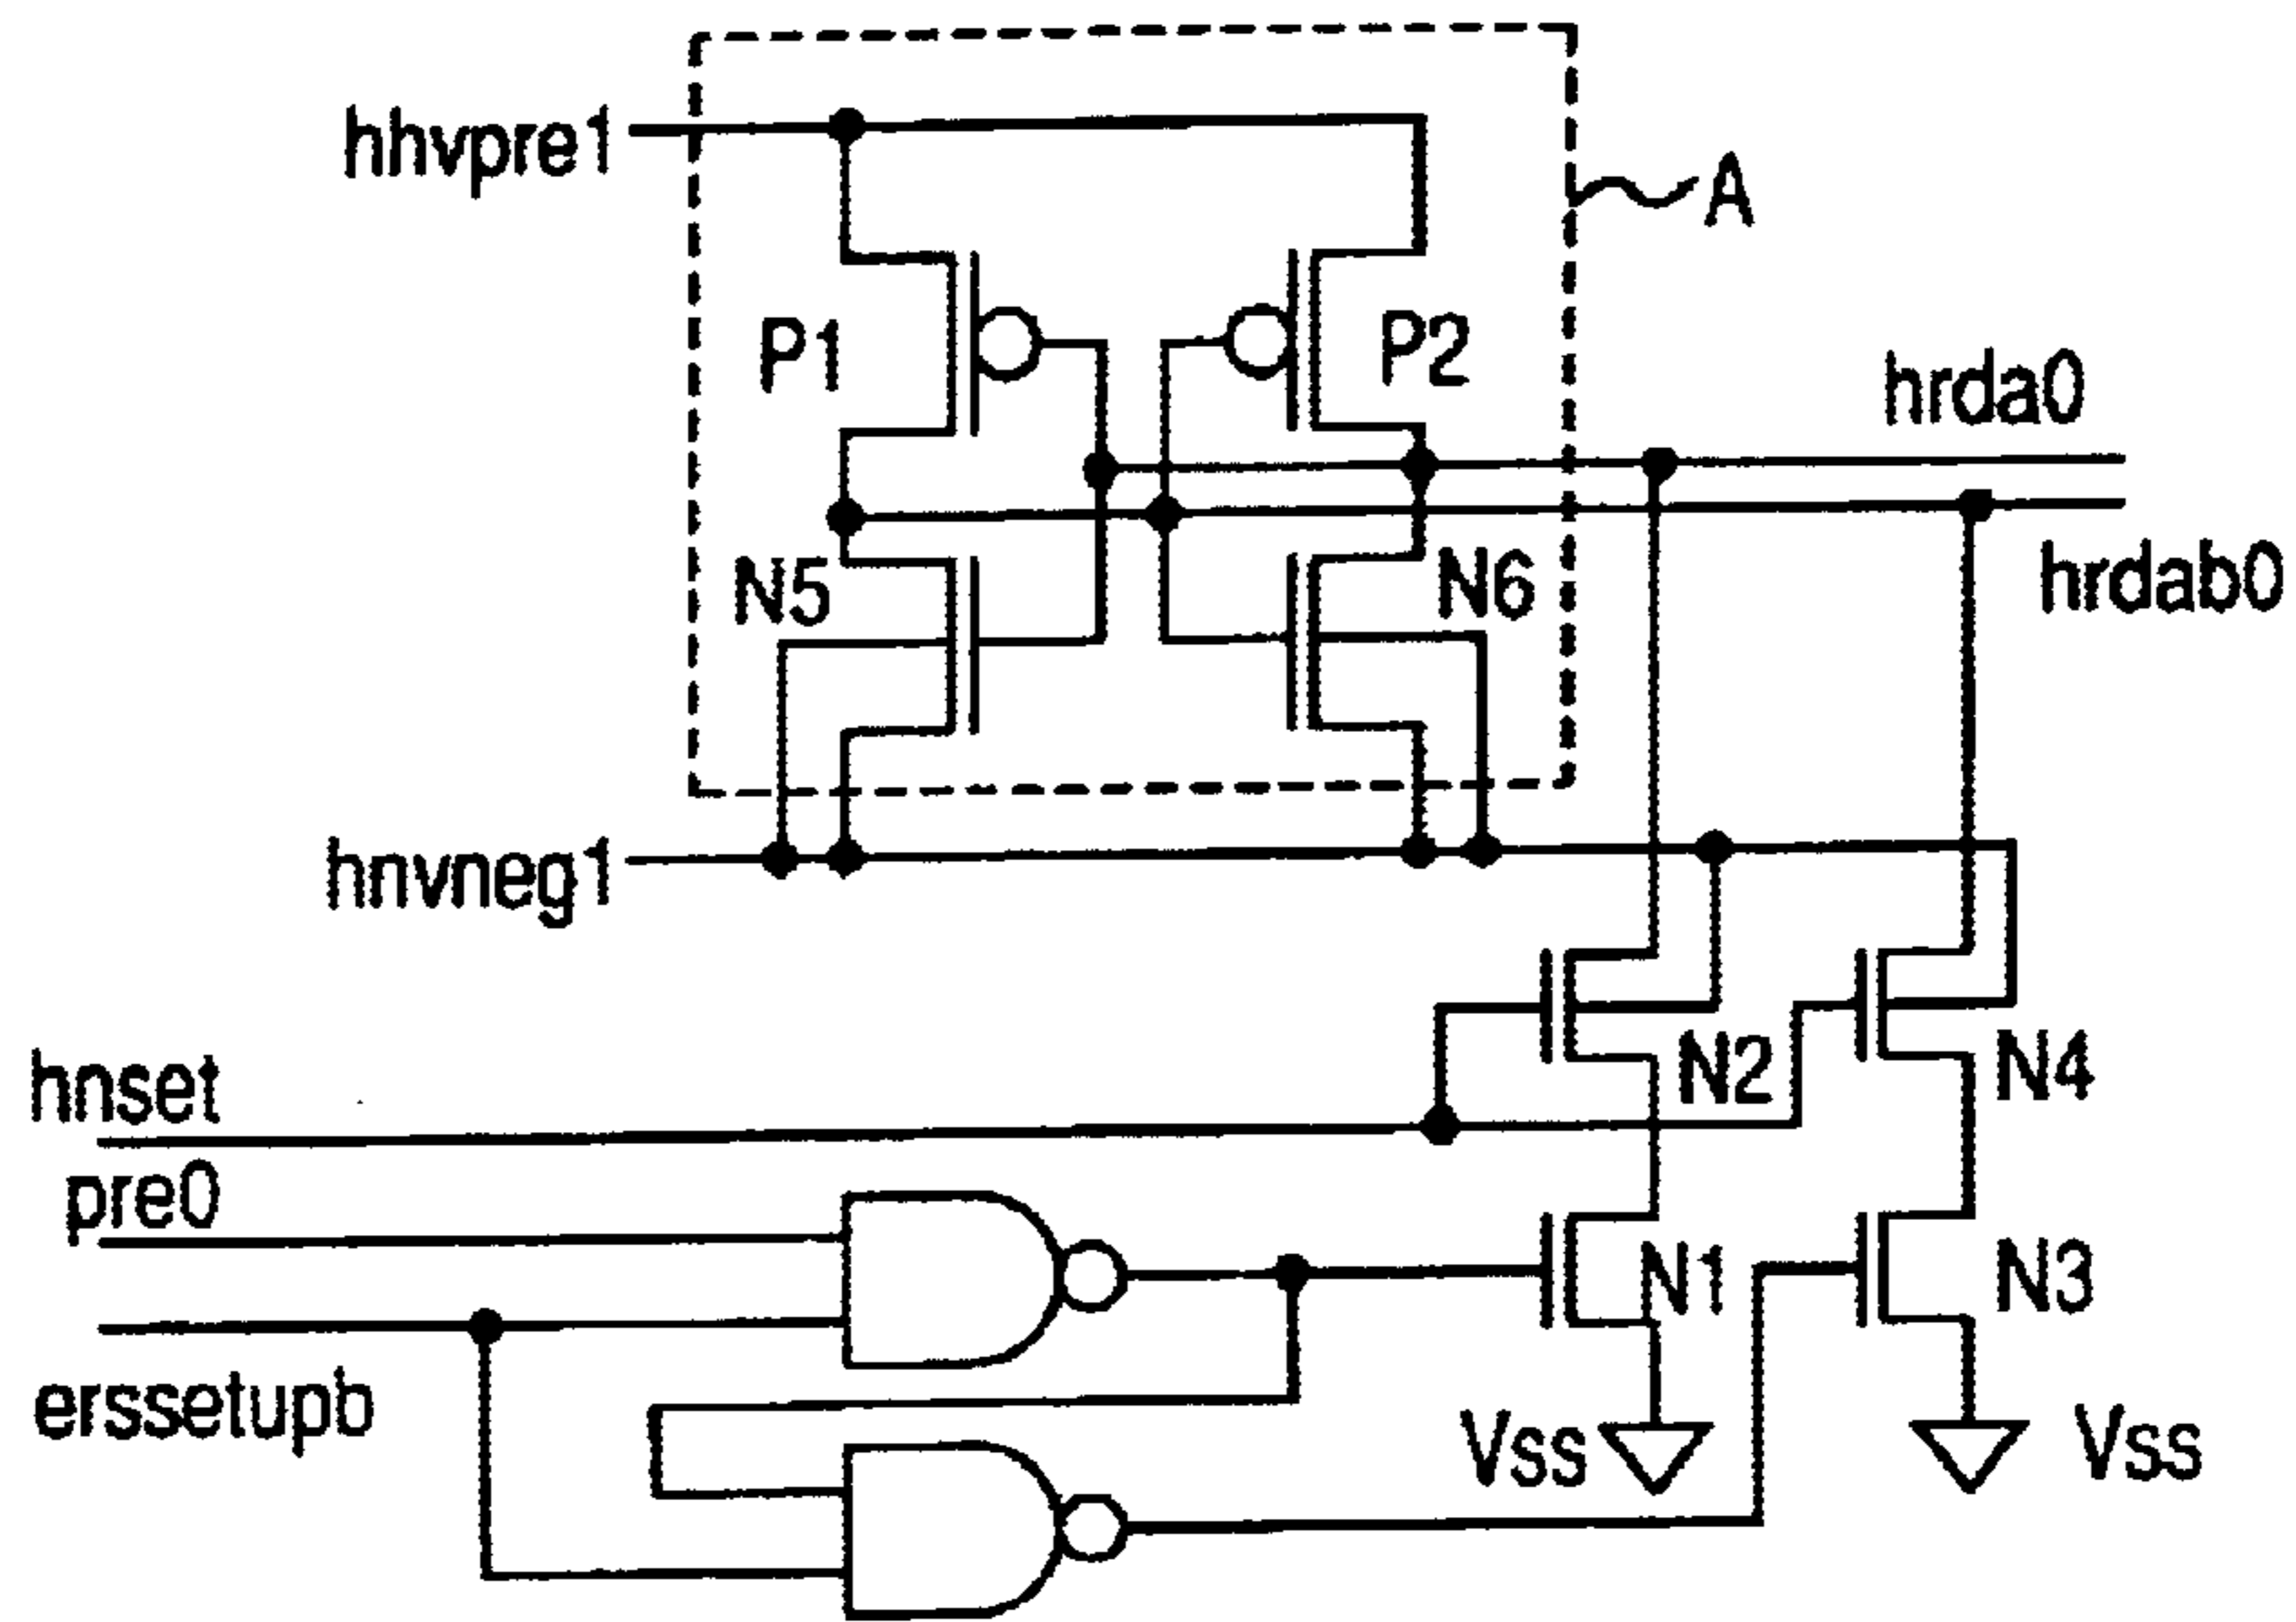 hhvpre1
A
P1
P2
hrda0
N5
N6
hrdab0
hnvneg1
hnset
N2
N4
pre0
N1
N3
erssetupb
Vss
Vss